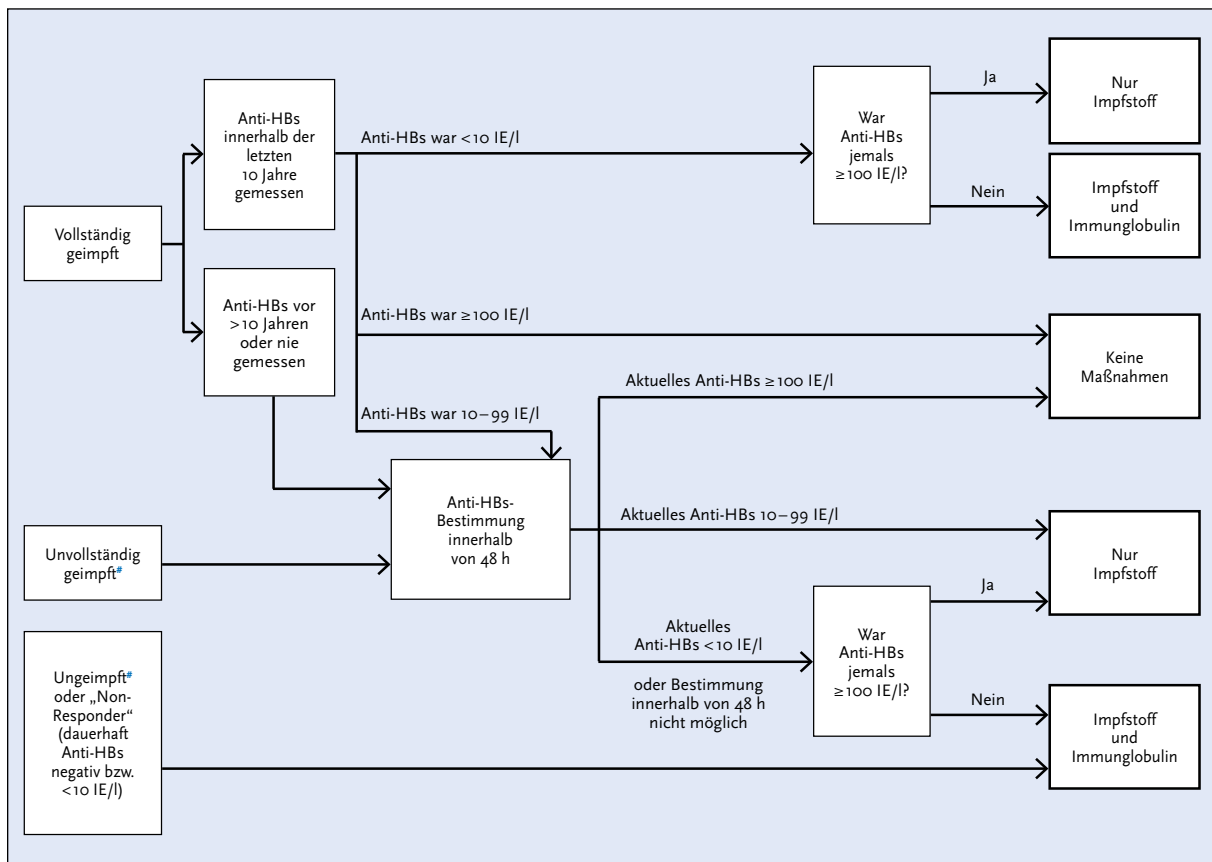 Anti-HBs
innerhalb der
letzten
10 Jahre
gemessen
Anti-HBs war <10 IE/l
War
Anti-HBs
jemals
≥100 IE/l?
Ja
Nur
Impfstoff
Nein
Impfstoff
und
Immunglobulin
Vollständig
geimpft
Anti-HBs vor
>10 Jahren
oder nie
gemessen
Anti-HBs war ≥100 IE/l
Keine
Maßnahmen
Aktuelles Anti-HBs ≥100 IE/l
Anti-HBs war 10–99 IE/l
Anti-HBs-
Bestimmung
innerhalb
von 48 h
Aktuelles Anti-HBs 10–99 IE/l
Nur
Impfstoff
Unvollständig
geimpft#
Aktuelles
Anti-HBs <10 IE/l
oder Bestimmung
innerhalb von 48 h
nicht möglich
War
Anti-HBs
jemals
≥100 IE/l?
Ja
Nein
Impfstoff
und
Immunglobulin
Ungeimpft#
oder „Non-
Responder“
(dauerhaft
Anti-HBs
negativ bzw.
<10 IE/l)